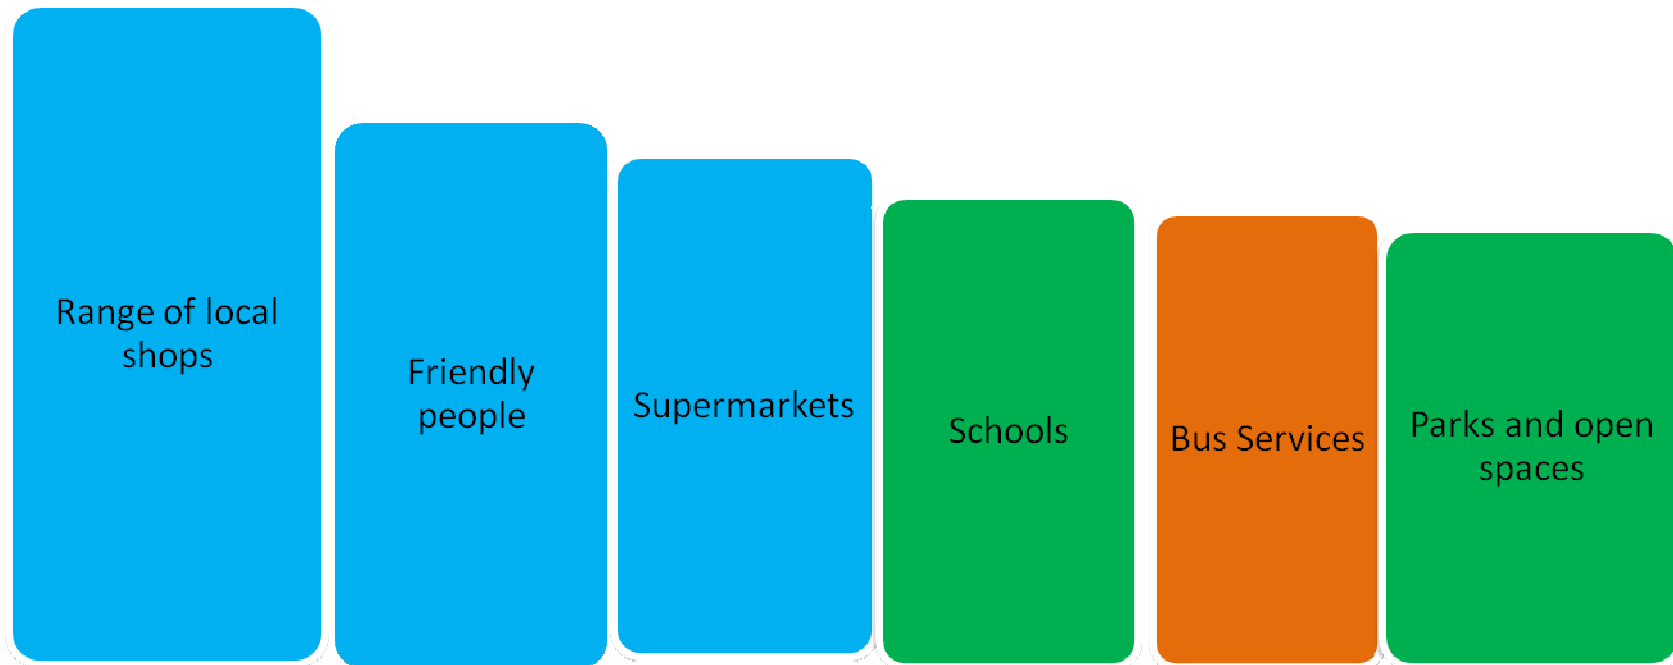 Range of local
shops
Friendly
people
Supermarkets
Schools
Bus Services
Parks and open
spaces